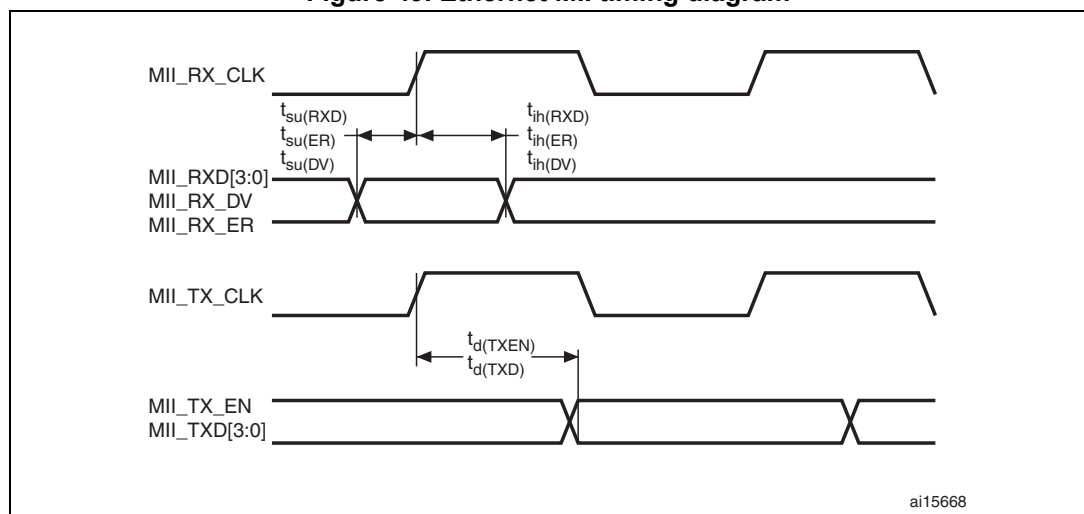 Figure Ethernet MII timing diagram
MII_RX_CLK
tsu(RXD)
tsu(ER)
tsu(DV)
tih(RXD)
tih(ER)
tih(DV)
MII_RXD[3:0]
MII_RX_DV
MII_RX_ER
MII_TX_CLK
td(TXEN)
td(TXD)
MII_TX_EN
MII_TXD[3:0]
ai15668